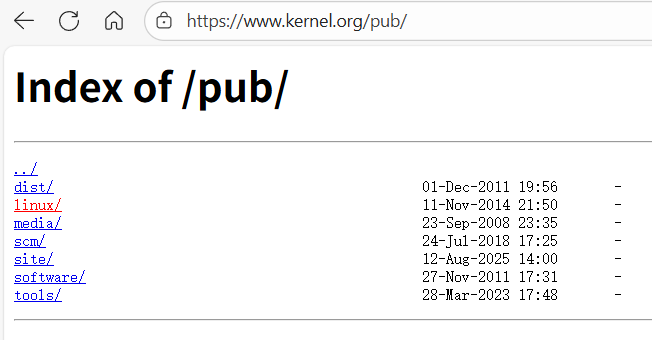 https://www.kernel.org/pub/
Index of /pub/
../
dist/ 01-Dec-2011 19:56 -
linux/ 11-Nov-2014 21:50 -
media/ 23-Sep-2008 23:35 -
scm/ 24-Jul-2018 17:25 -
site/ 12-Aug-2025 14:00 -
software/ 27-Nov-2011 17:31 -
tools/ 28-Mar-2023 17:48 -